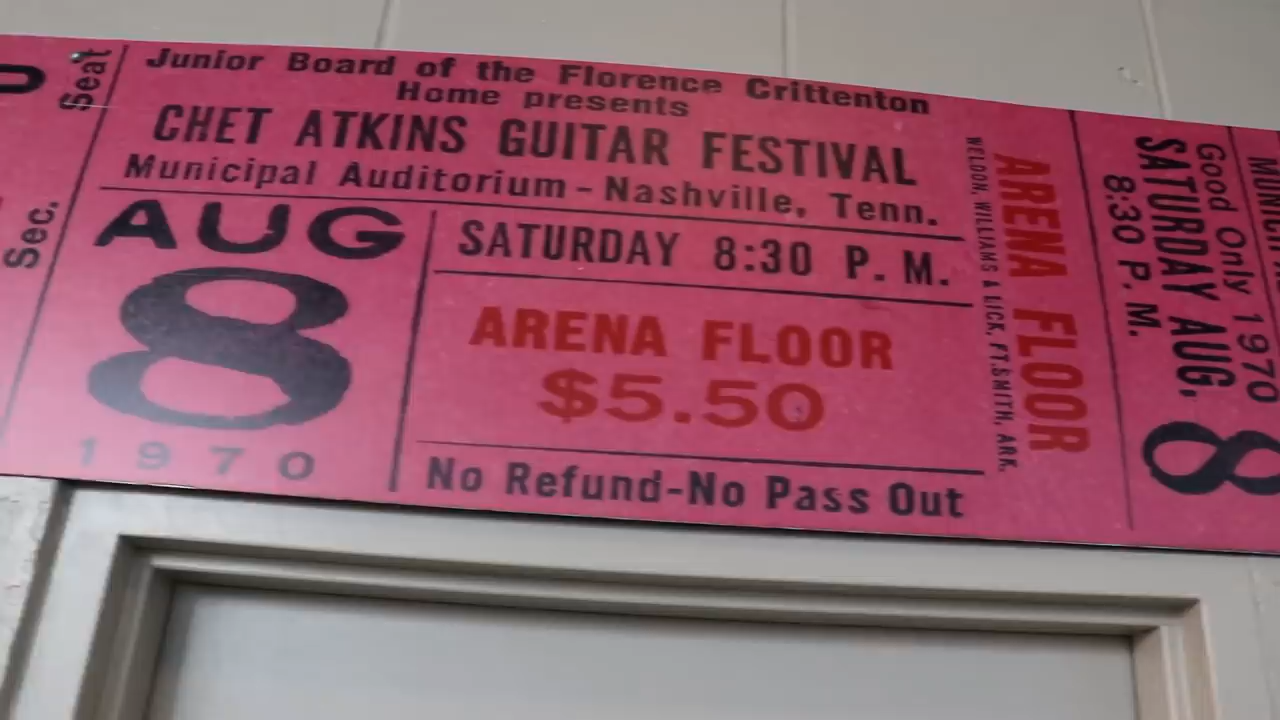 Seat
Sec.
Junior Board of the Florence Crittenton
Home presents
CHET ATKINS GUITAR FESTIVAL
Municipal Auditorium - Nashville, Tenn.
AUG
8
1970
SATURDAY 8:30 P. M.
ARENA FLOOR
$5.50
No Refund-No Pass Out
WELDON, WILLIAMS & LICK, FT.SMITH, ARK.
ARENA FLOOR
8:30 P. M.
SATURDAY AUG, 8
Good Only 1970